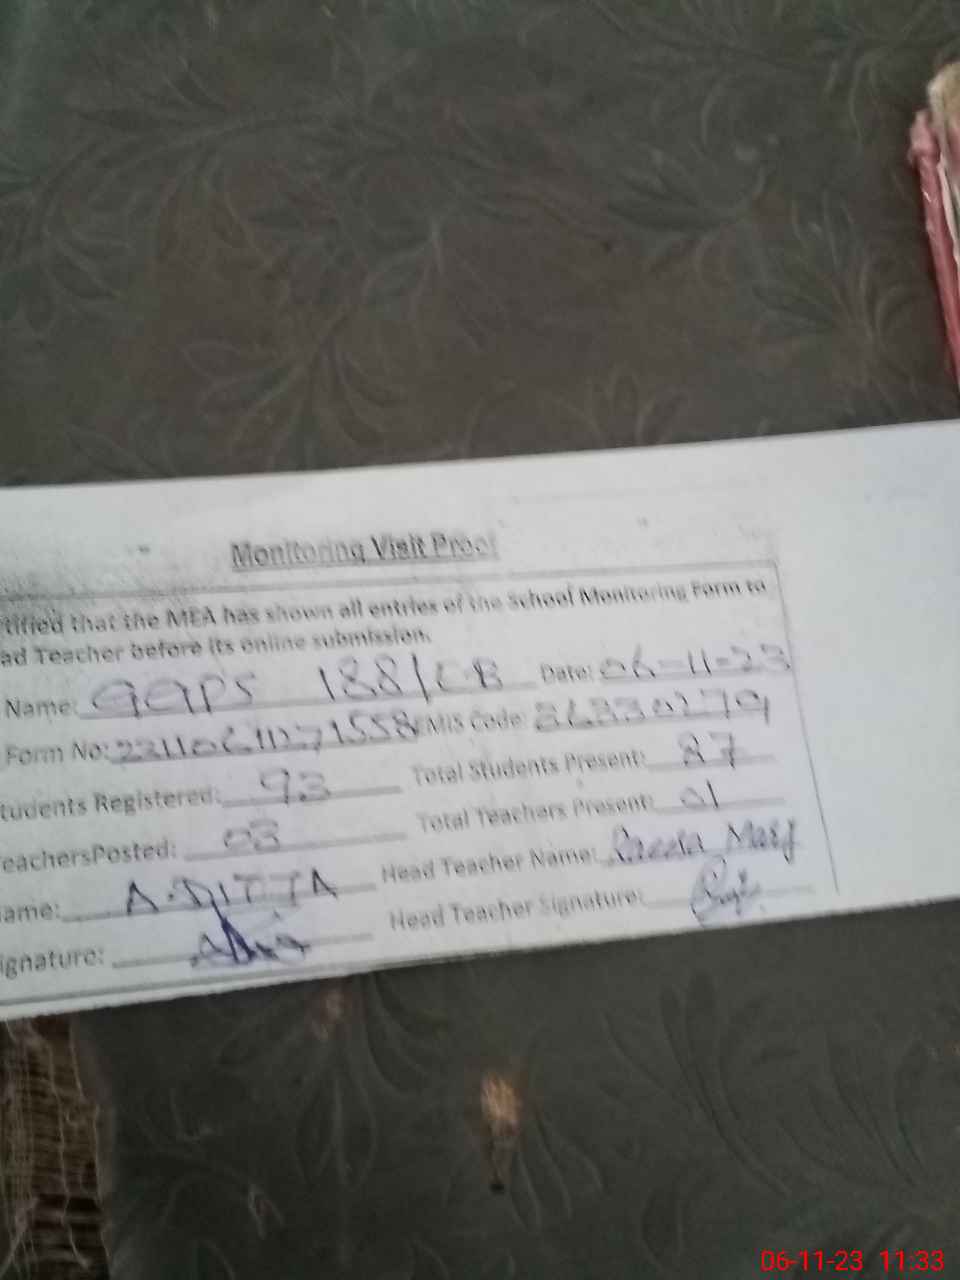 Monitoring Visit Proof
tified that the MEA has shown all entries of the School Monitoring Form to
ad Teacher before its online submission.
Name: GGPS 188/EB Date: 06-11-23
Form No: EMIS Code: 36330279
tudents Registered: 93 Total Students Present: 87
eachersPosted: 03 Total Teachers Present: 01
ame: A.DITTA Head Teacher Name:
ignature: Head Teacher Signature:
06-11-23 11:33